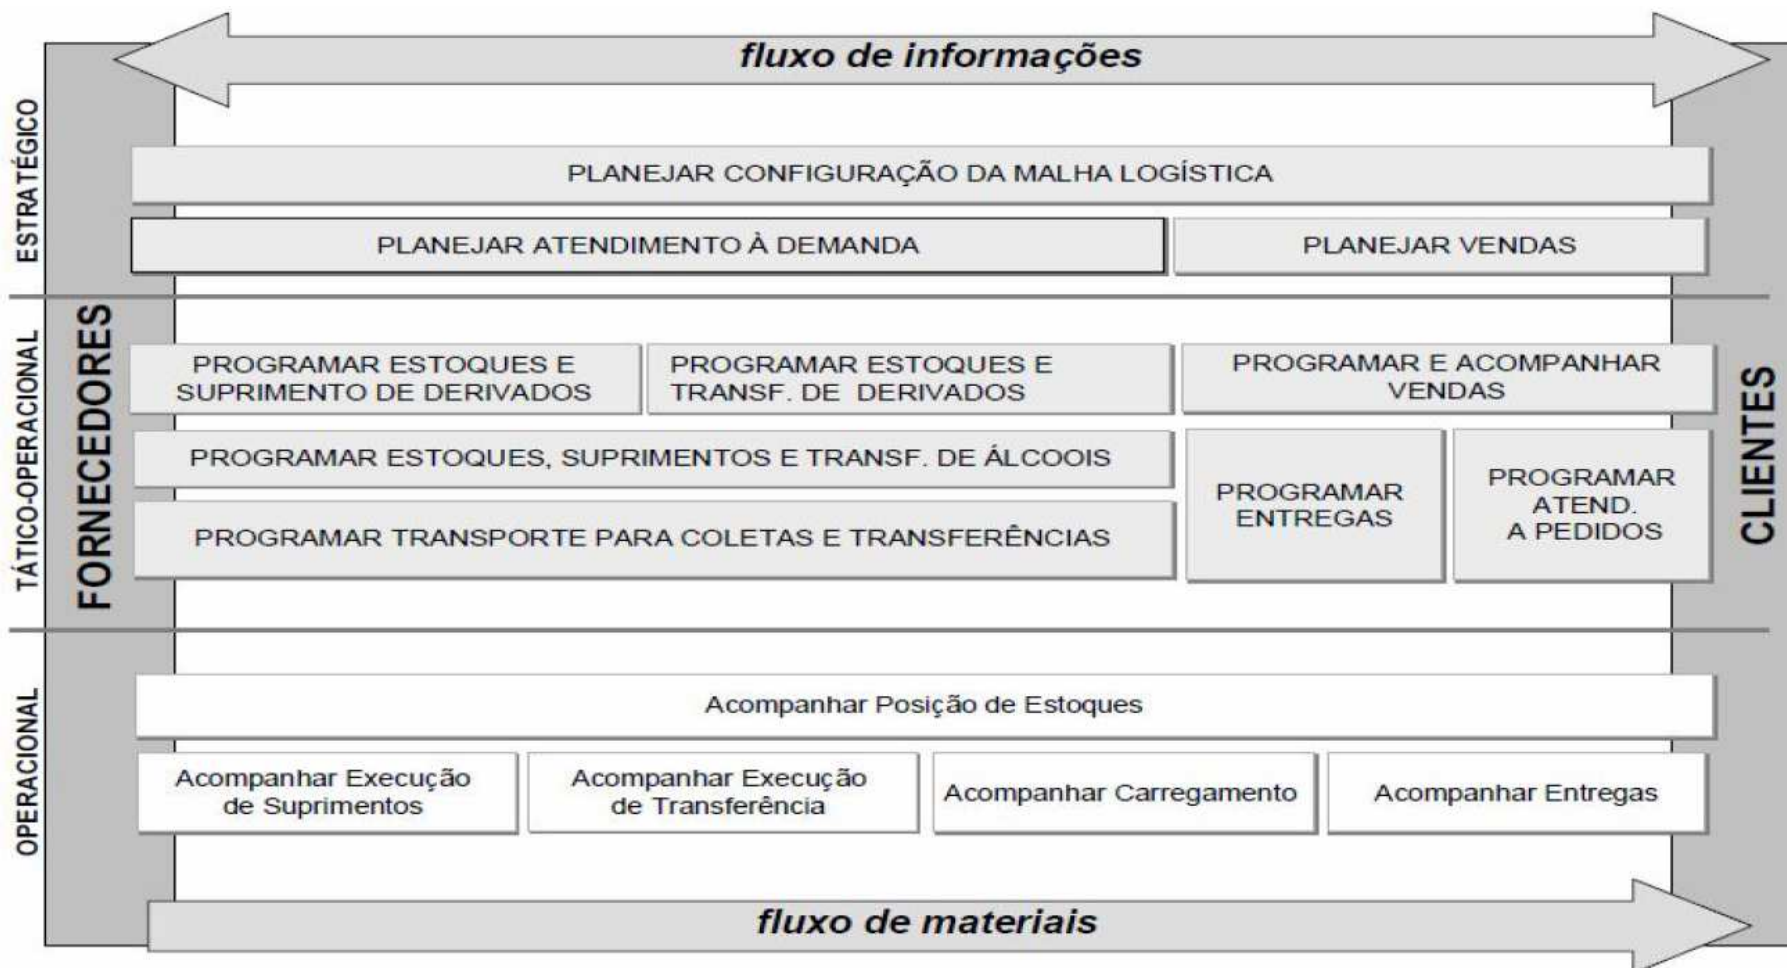 fluxo de informações
ESTRATÉGICO
PLANEJAR CONFIGURAÇÃO DA MALHA LOGÍSTICA
PLANEJAR ATENDIMENTO À DEMANDA
PLANEJAR VENDAS
FORNECEDORES
CLIENTES
TÁTICO-OPERACIONAL
PROGRAMAR ESTOQUES E
SUPRIMENTO DE DERIVADOS
PROGRAMAR ESTOQUES E
TRANSF. DE DERIVADOS
PROGRAMAR E ACOMPANHAR
VENDAS
PROGRAMAR ESTOQUES, SUPRIMENTOS E TRANSF. DE ÁLCOOIS
PROGRAMAR TRANSPORTE PARA COLETAS E TRANSFERÊNCIAS
PROGRAMAR
ENTREGAS
PROGRAMAR
ATEND.
A PEDIDOS
OPERACIONAL
Acompanhar Posição de Estoques
Acompanhar Execução
de Suprimentos
Acompanhar Execução
de Transferência
Acompanhar Carregamento
Acompanhar Entregas
fluxo de materiais